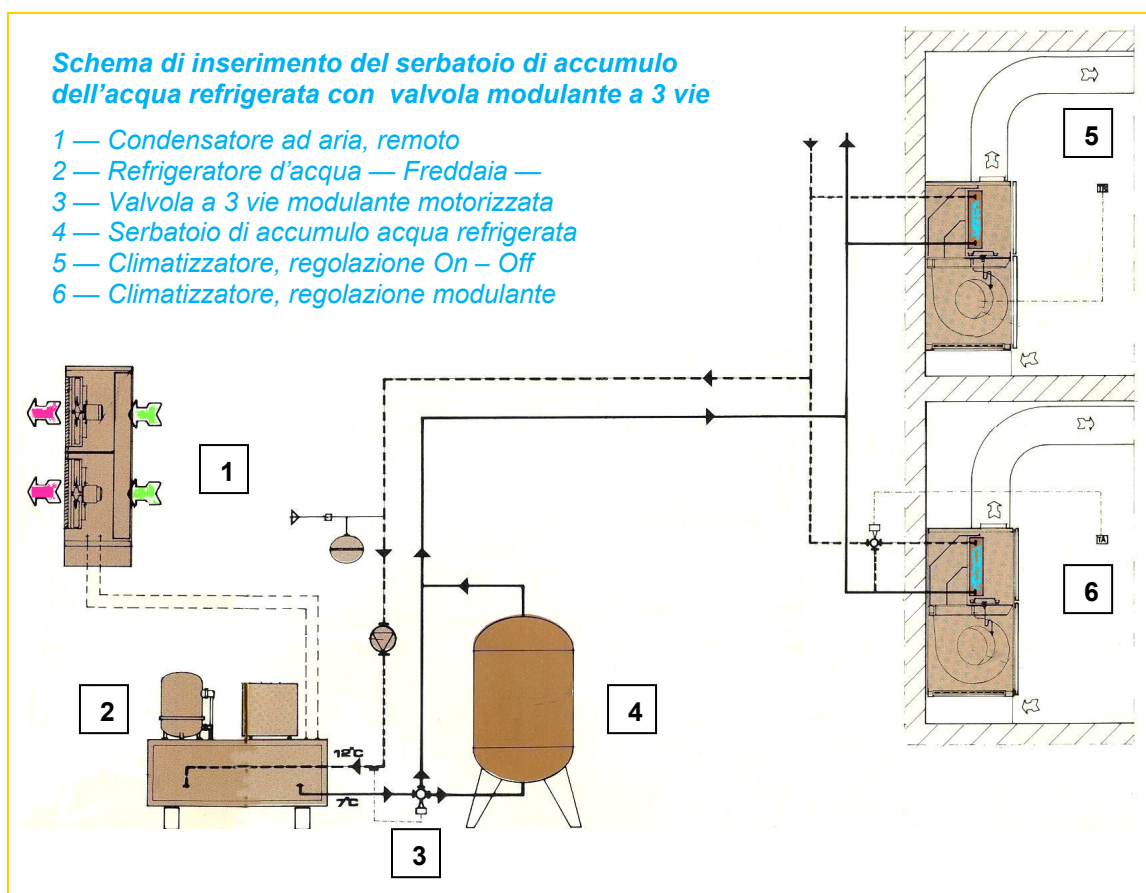 Schema di inserimento del serbatoio di accumulo
dell'acqua refrigerata con valvola modulante a 3 vie
1 — Condensatore ad aria, remoto
2 — Refrigeratore d'acqua — Freddaia —
3 — Valvola a 3 vie modulante motorizzata
4 — Serbatoio di accumulo acqua refrigerata
5 — Climatizzatore, regolazione On – Off
6 — Climatizzatore, regolazione modulante
5
1
TA
6
2
4
12°C
7°C
3